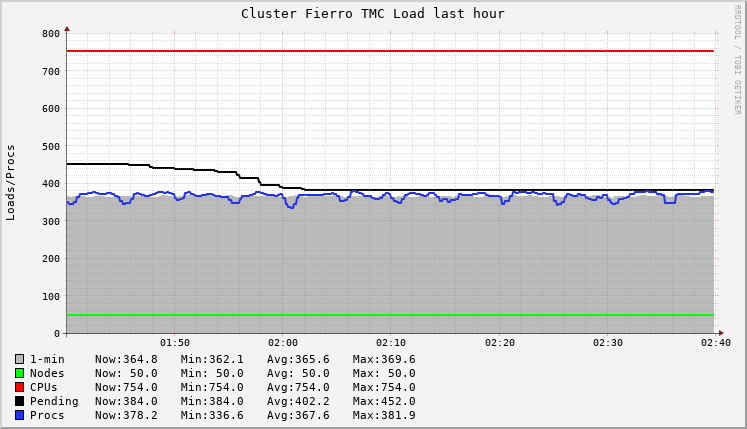 Cluster Fierro TMC Load last hour
RRDTOOL / TOBI OETIKER
Loads/Procs
800
700
600
500
400
300
200
100
0
01:50 02:00 02:10 02:20 02:30 02:40
1-min Now:364.8 Min:362.1 Avg:365.6 Max:369.6
Nodes Now: 50.0 Min: 50.0 Avg: 50.0 Max: 50.0
CPUs Now:754.0 Min:754.0 Avg:754.0 Max:754.0
Pending Now:384.0 Min:384.0 Avg:402.2 Max:452.0
Procs Now:378.2 Min:336.6 Avg:367.6 Max:381.9